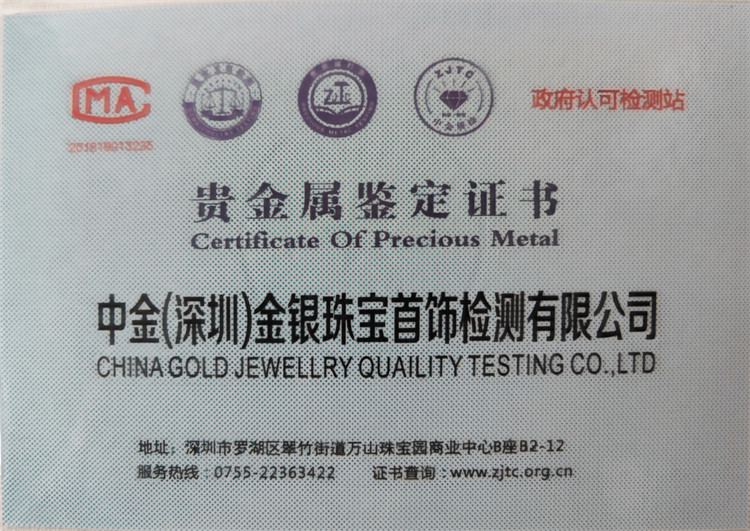 CMA
ZJTC
ZJTC
政府认可检测站
201819013295
贵金属鉴定证书
Certificate Of Precious Metal
中金(深圳)金银珠宝首饰检测有限公司
CHINA GOLD JEWELLRY QUAILITY TESTING CO.,LTD
地址：深圳市罗湖区翠竹街道万山珠宝园商业中心B座B2-12
服务热线：0755-22363422 证书查询：www.zjtc.org.cn